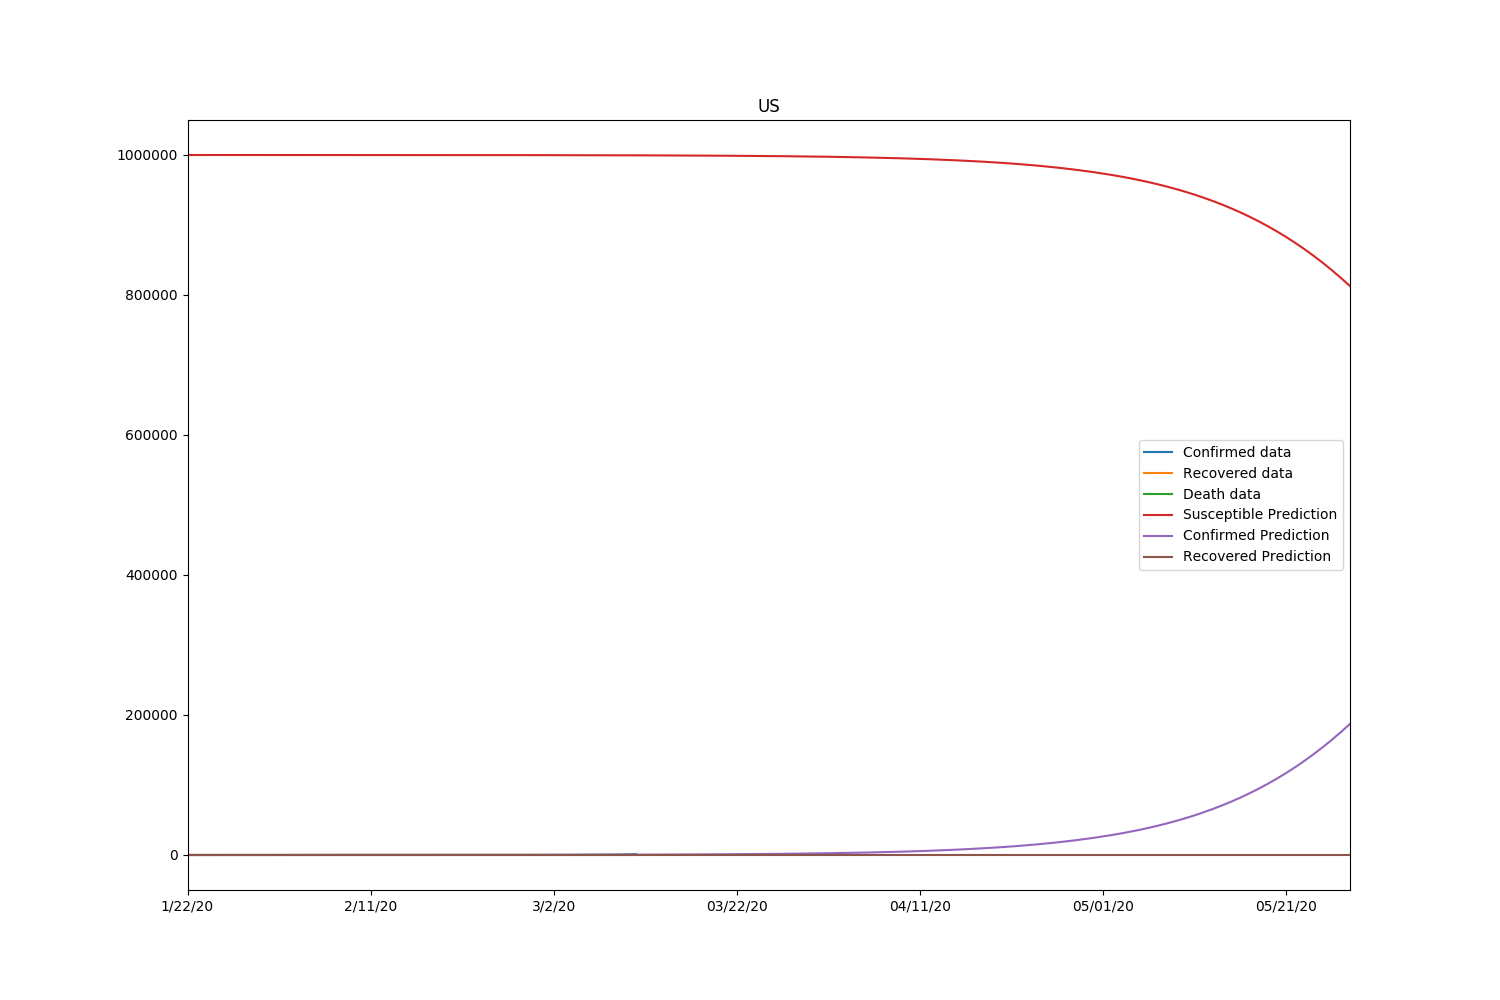 US
1000000
800000
600000
400000
200000
0
Confirmed data
Recovered data
Death data
Susceptible Prediction
Confirmed Prediction
Recovered Prediction
1/22/20 2/11/20 3/2/20 03/22/20 04/11/20 05/01/20 05/21/20